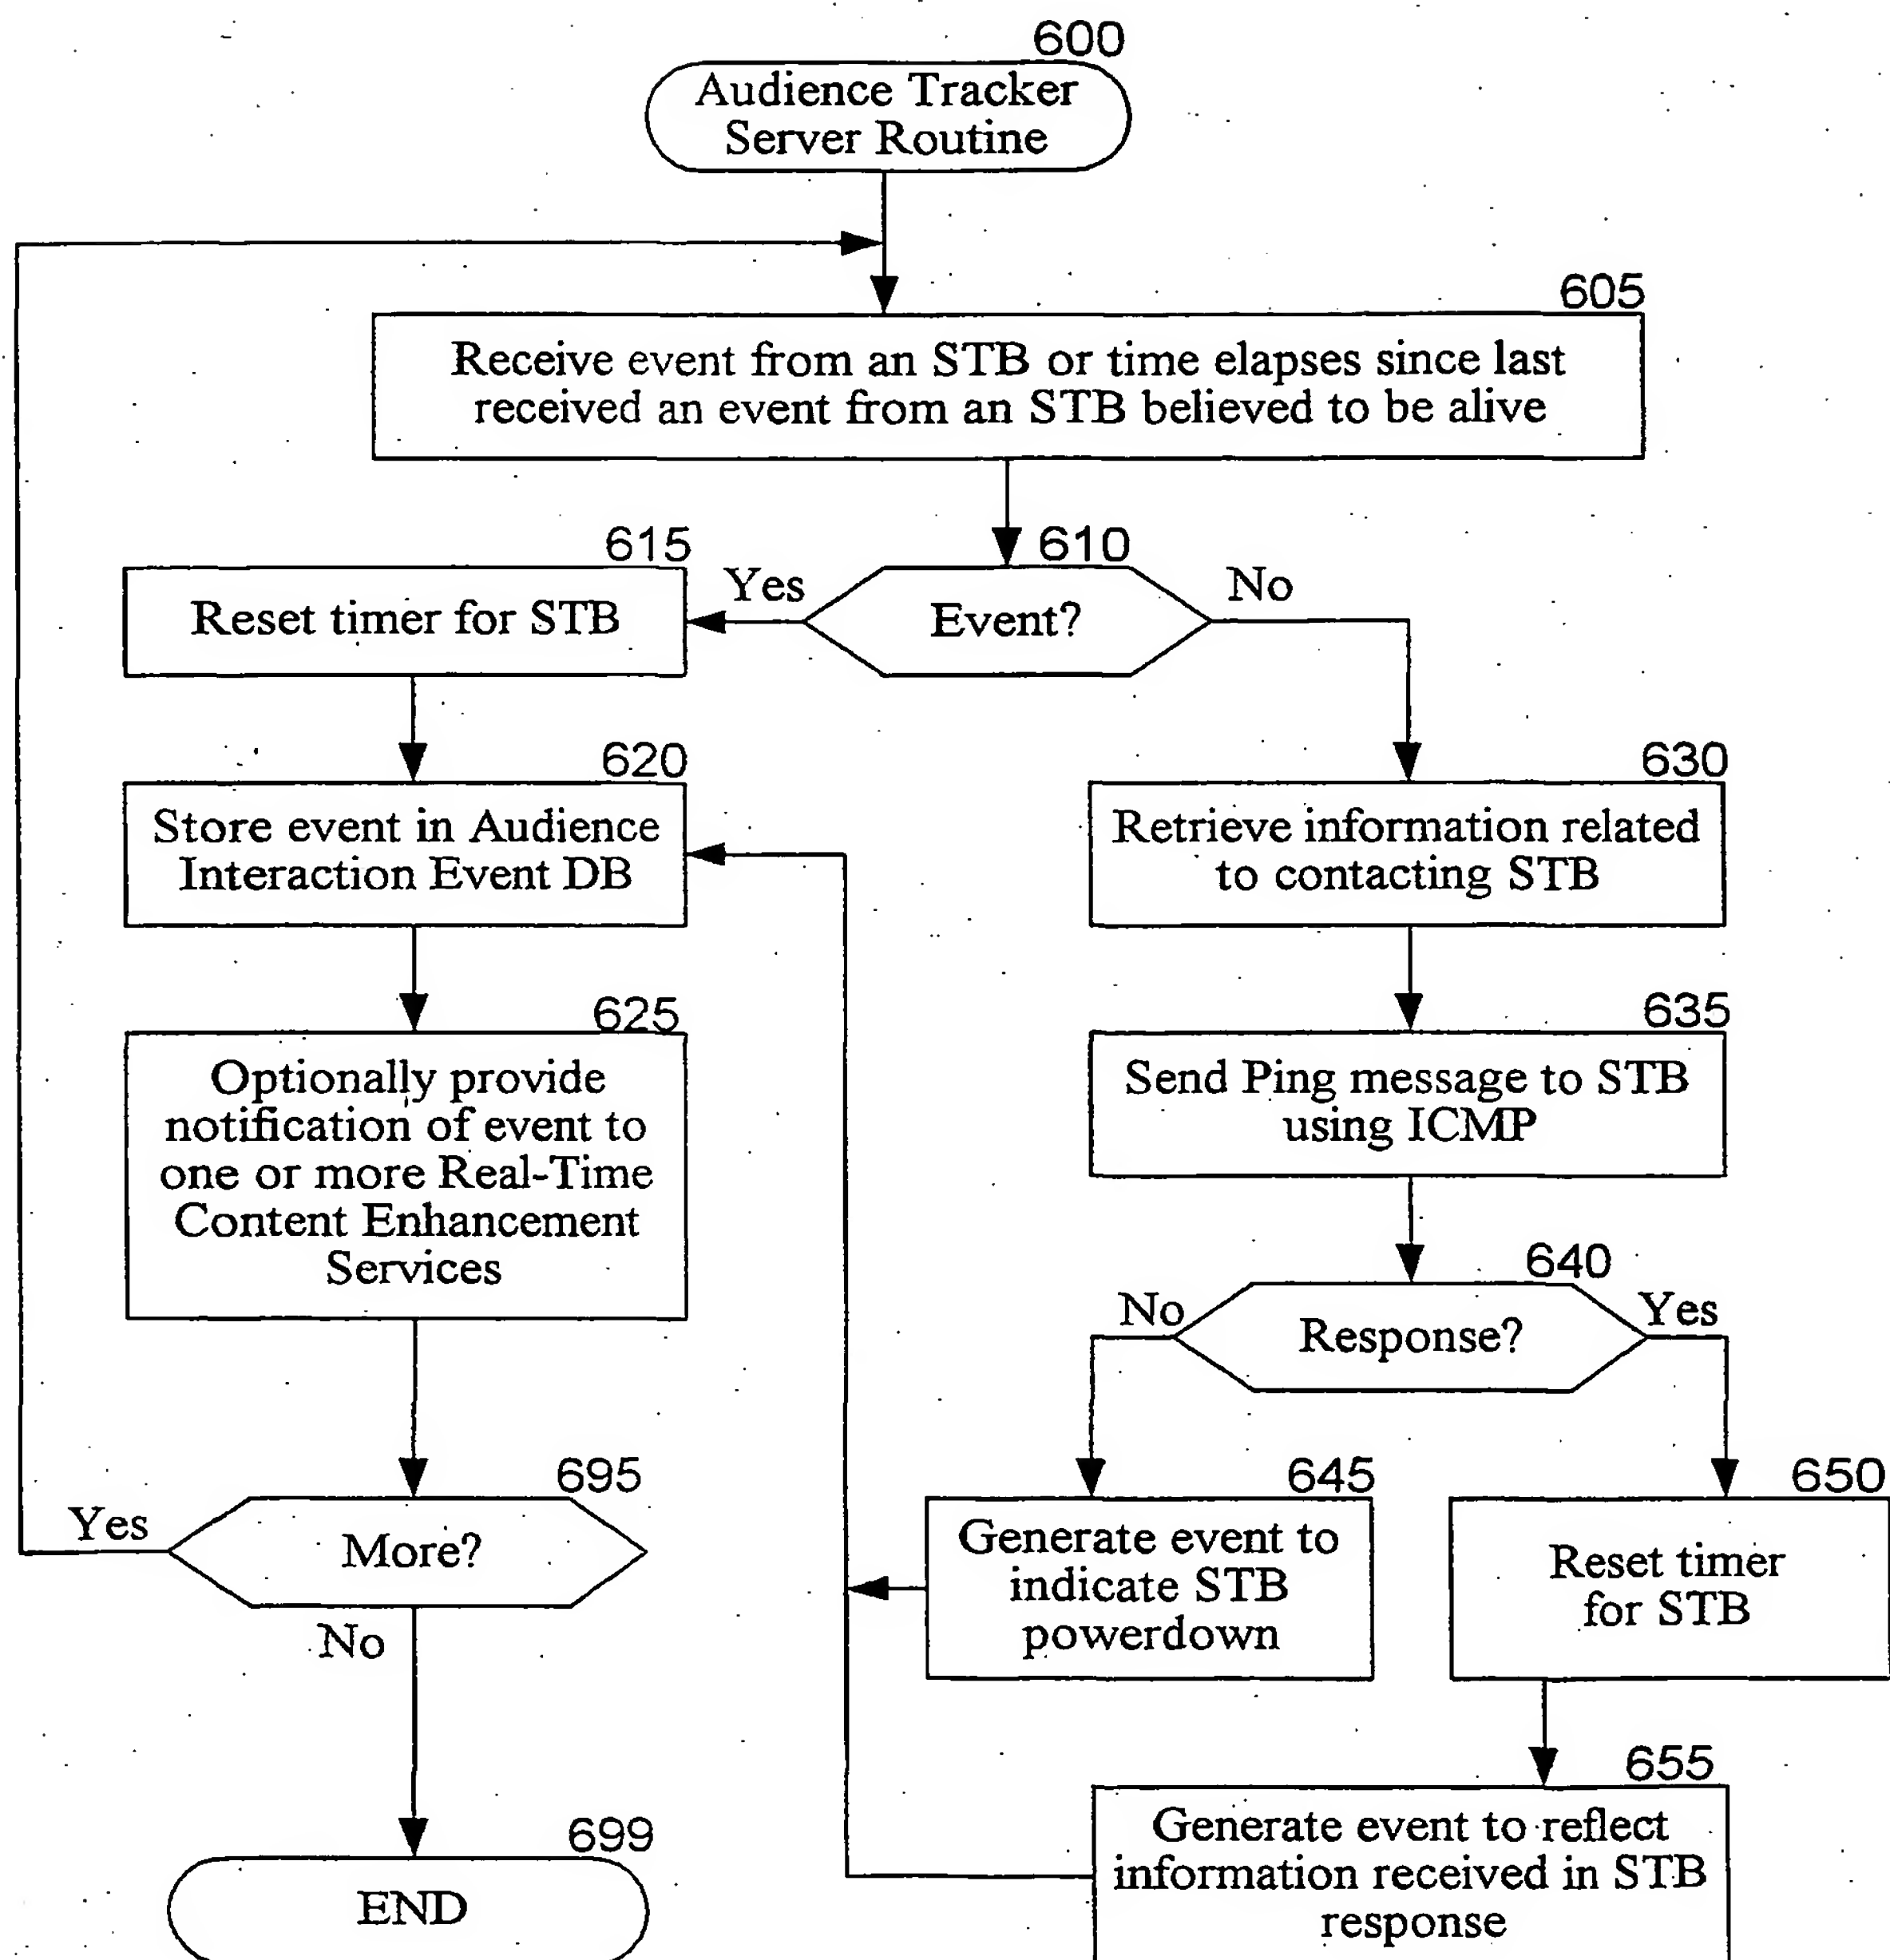 600
Audience Tracker
Server Routine
605
Receive event from an STB or time elapses since last
received an event from an STB believed to be alive
610
Event?
Yes
No
615
Reset timer for STB
620
Store event in Audience
Interaction Event DB
625
Optionally provide
notification of event to
one or more Real-Time
Content Enhancement
Services
630
Retrieve information related
to contacting STB
635
Send Ping message to STB
using ICMP
640
Response?
No
Yes
645
Generate event to
indicate STB
powerdown
650
Reset timer
for STB
655
Generate event to reflect
information received in STB
response
695
More?
Yes
No
699
END